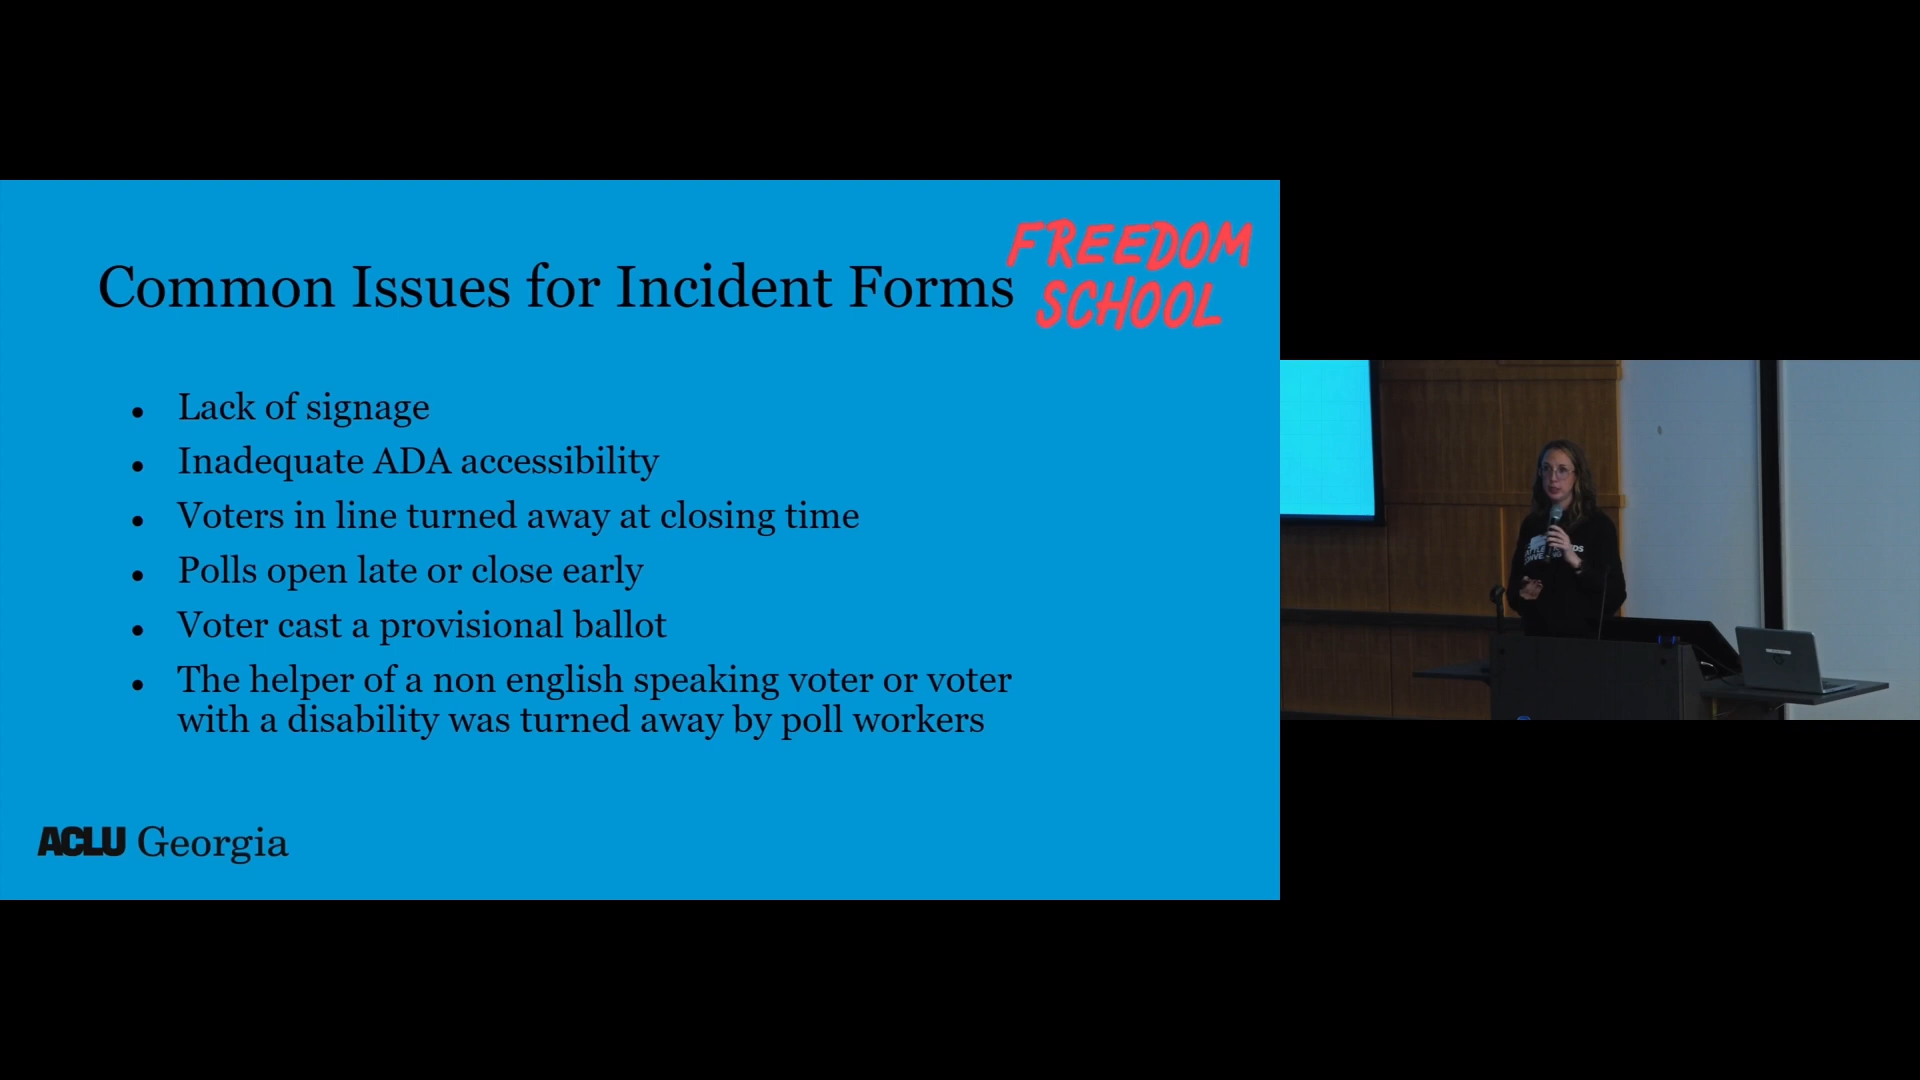 FREEDOM
SCHOOL
Common Issues for Incident Forms
Lack of signage
Inadequate ADA accessibility
Voters in line turned away at closing time
Polls open late or close early
Voter cast a provisional ballot
The helper of a non english speaking voter or voter
with a disability was turned away by poll workers
ACLU Georgia